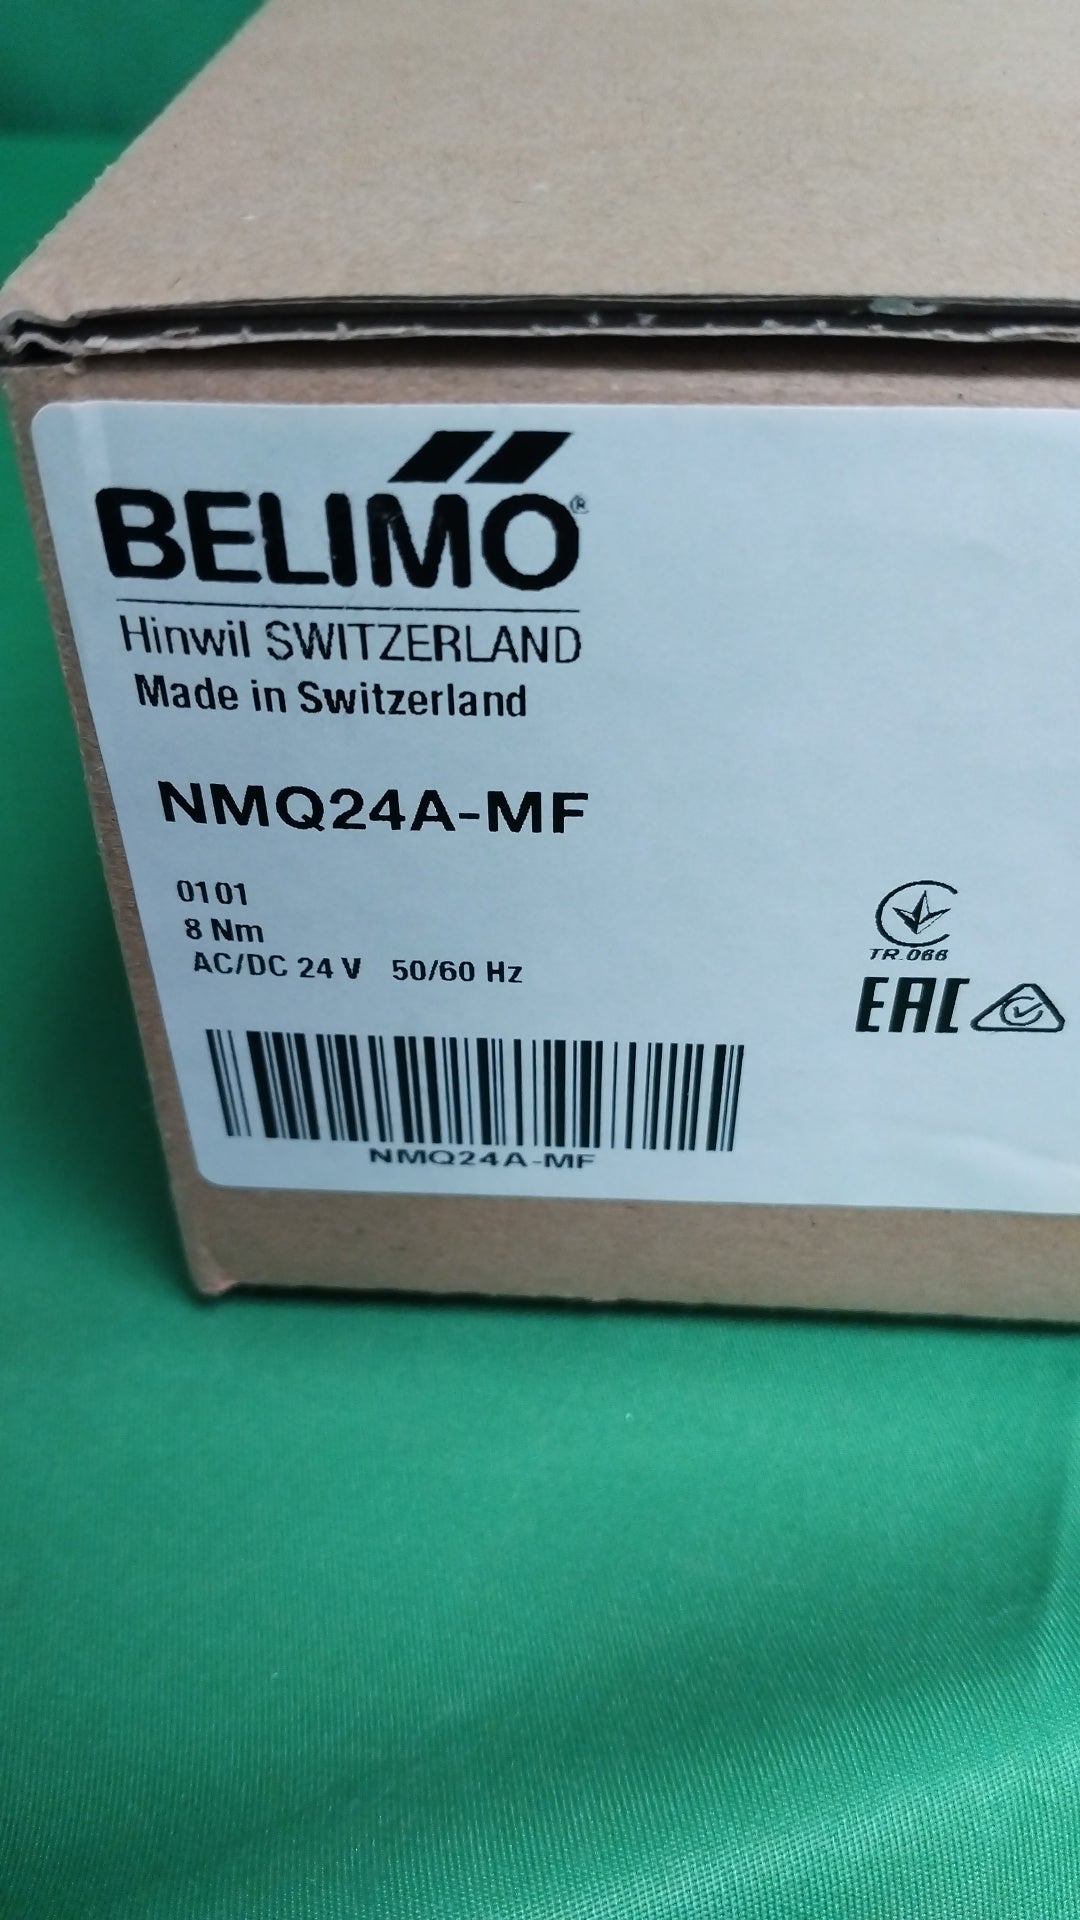 BELIMO®
Hinwil SWITZERLAND
Made in Switzerland
NMQ24A-MF
0101
8 Nm
AC/DC 24 V 50/60 Hz
TR.066
EAC
NMQ24A-MF